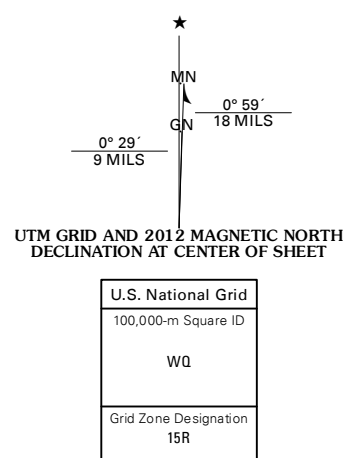 ★
MN
0° 59´
18 MILS
GN
0° 29´
9 MILS
UTM GRID AND 2012 MAGNETIC NORTH
DECLINATION AT CENTER OF SHEET
U.S. National Grid
100,000-m Square ID
WQ
Grid Zone Designation
15R